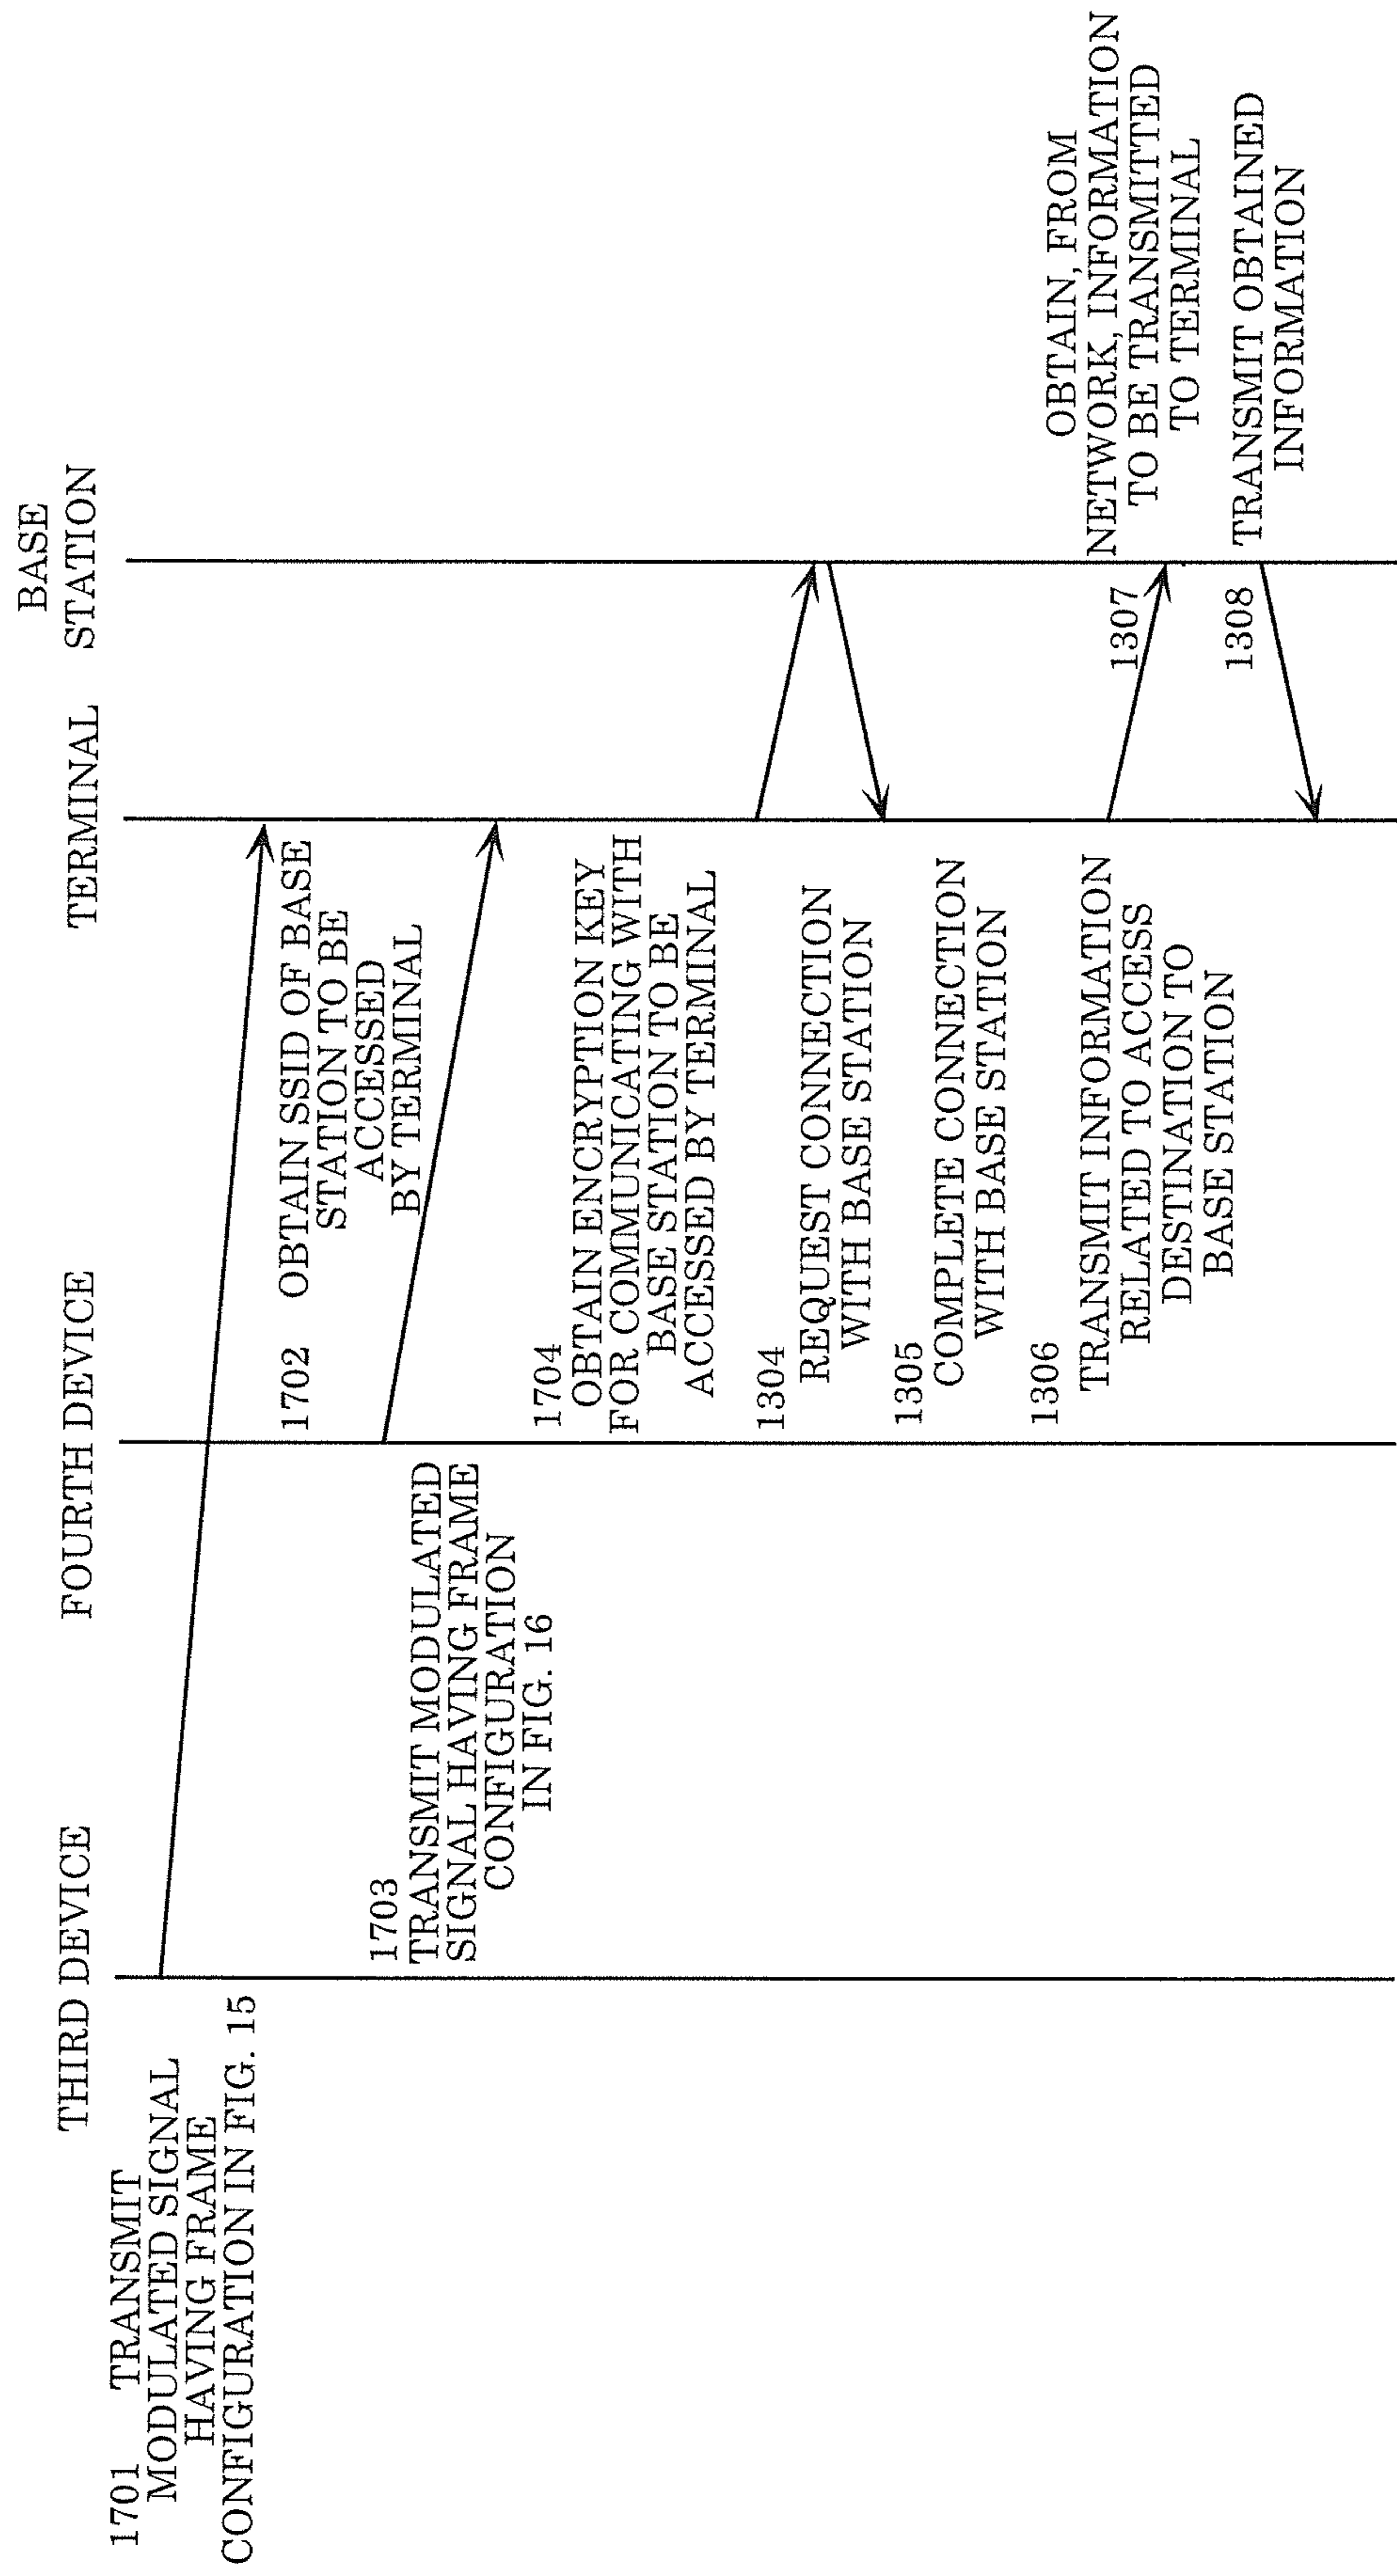 THIRD DEVICE
FOURTH DEVICE
TERMINAL
BASE
STATION
1701 TRANSMIT
MODULATED SIGNAL
HAVING FRAME
CONFIGURATION IN FIG. 15
1702 OBTAIN SSID OF BASE
STATION TO BE
ACCESSED
BY TERMINAL
1703
TRANSMIT MODULATED
SIGNAL HAVING FRAME
CONFIGURATION
IN FIG. 16
1704
OBTAIN ENCRYPTION KEY
FOR COMMUNICATING WITH
BASE STATION TO BE
ACCESSED BY TERMINAL
1304
REQUEST CONNECTION
WITH BASE STATION
1305
COMPLETE CONNECTION
WITH BASE STATION
1306
TRANSMIT INFORMATION
RELATED TO ACCESS
DESTINATION TO
BASE STATION
1307
OBTAIN, FROM
NETWORK, INFORMATION
TO BE TRANSMITTED
TO TERMINAL
1308
TRANSMIT OBTAINED
INFORMATION